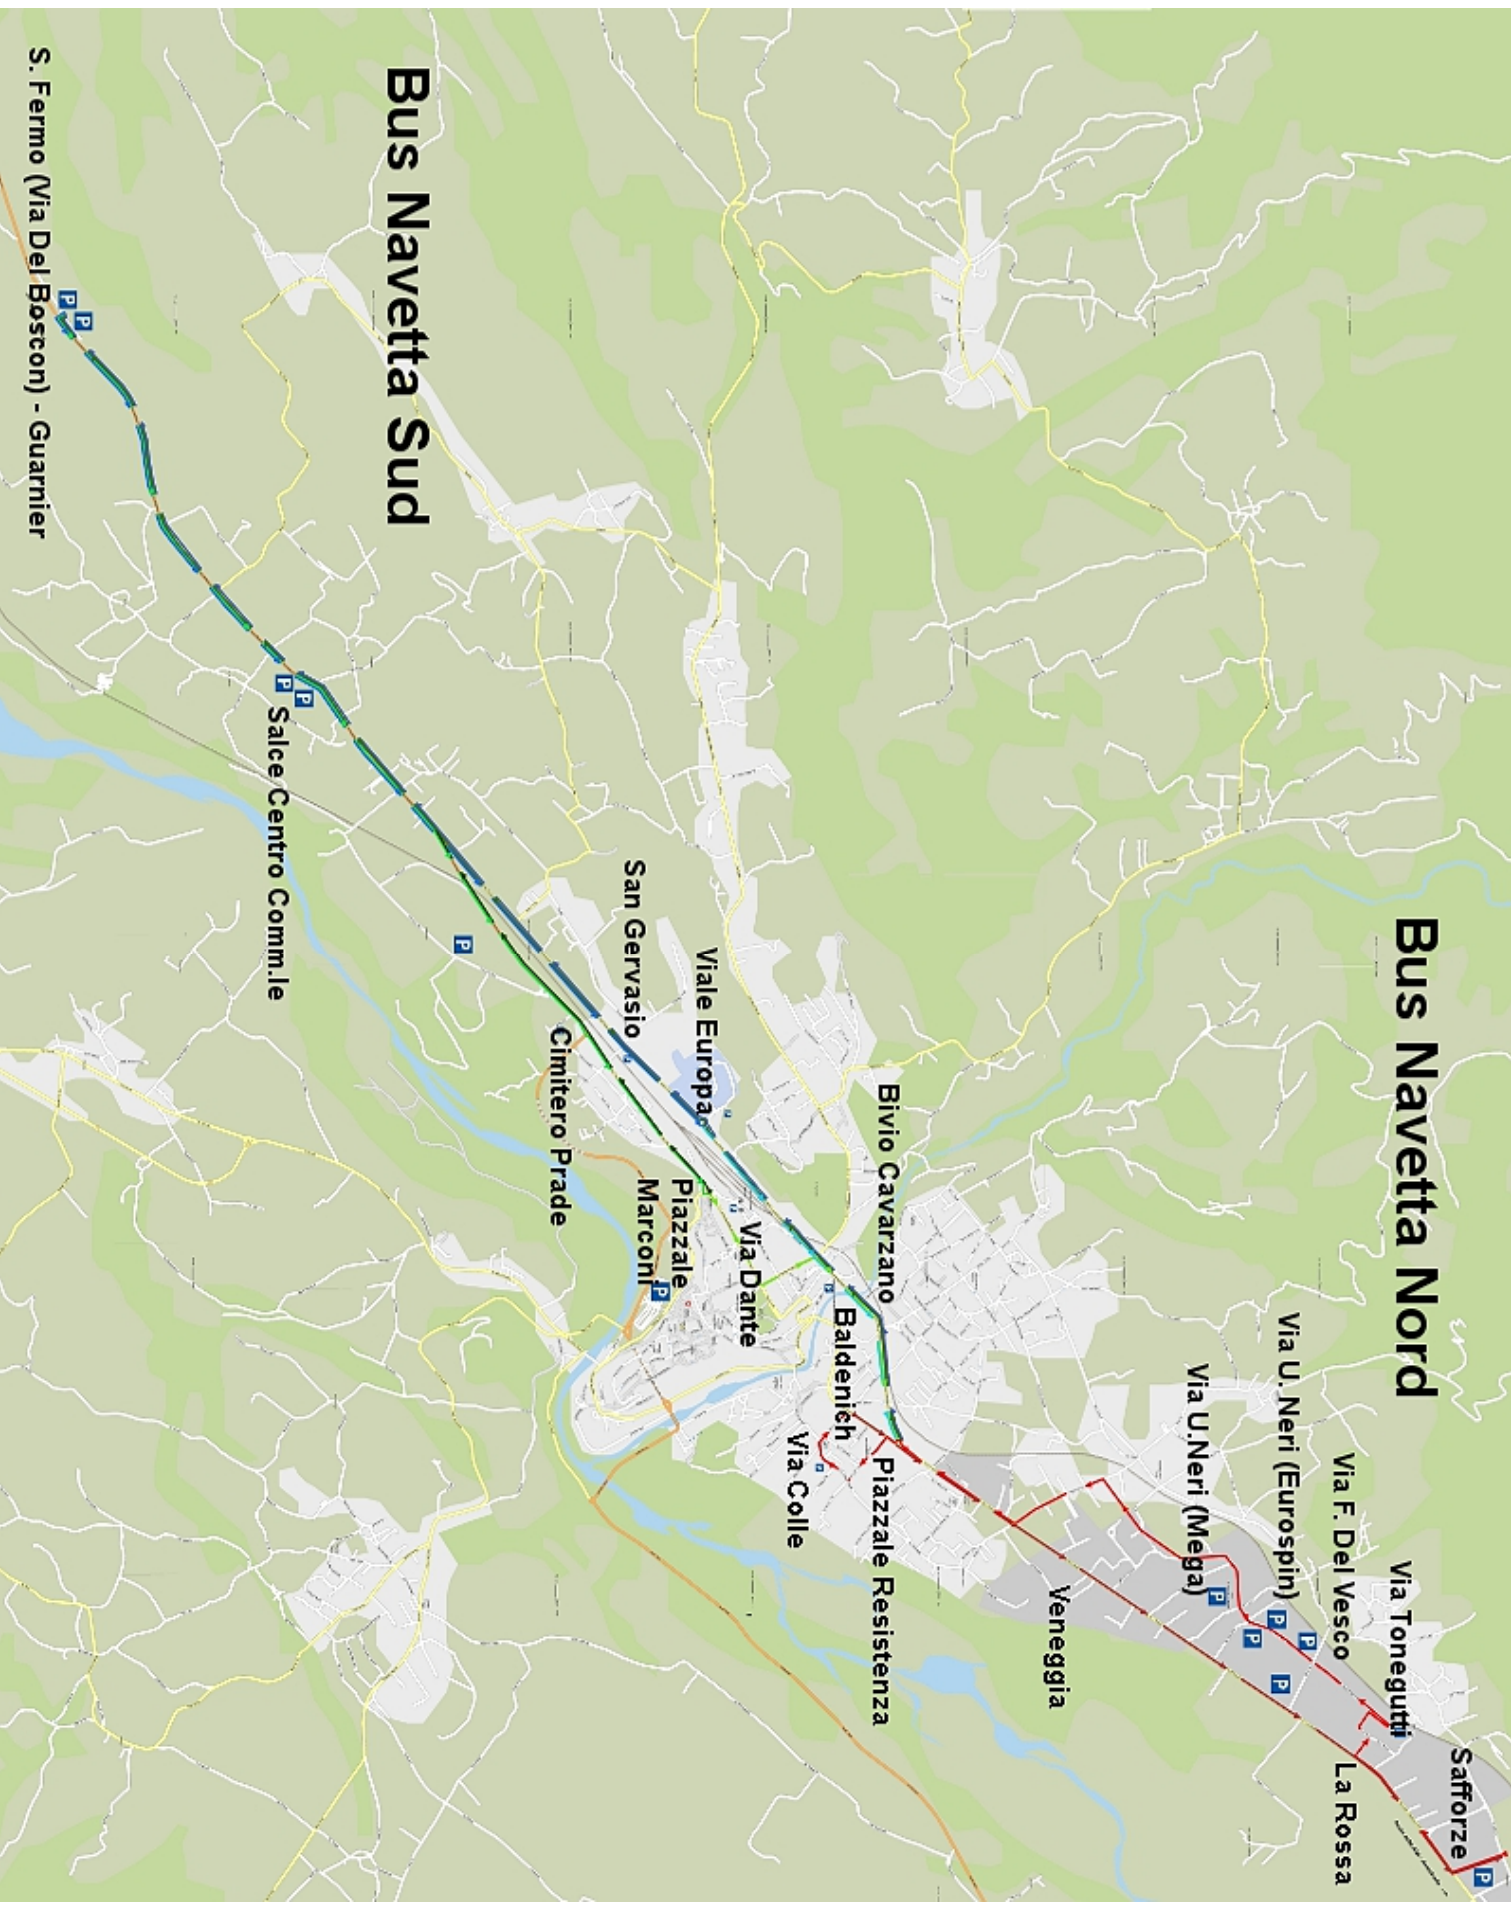 Bus Navetta Nord
Bus Navetta Sud
Saffórze
Via Tonegutti
La Rossa
Via F. Del Vesco
Via U. Neri (Eurospin)
Via U.Neri (Mega)
Veneggia
Bivio Cavarzano
Piazzale Resistenza
Baldenich
Via Colle
Via Dante
Viale Europa
Piazzale
Marconi
San Gervasio
Cimitero Prade
Salce Centro Comm.le
S. Fermo (Via Del Boscon) - Guarnier
P
P
P
P
P
P
P
P
P
P
P
P